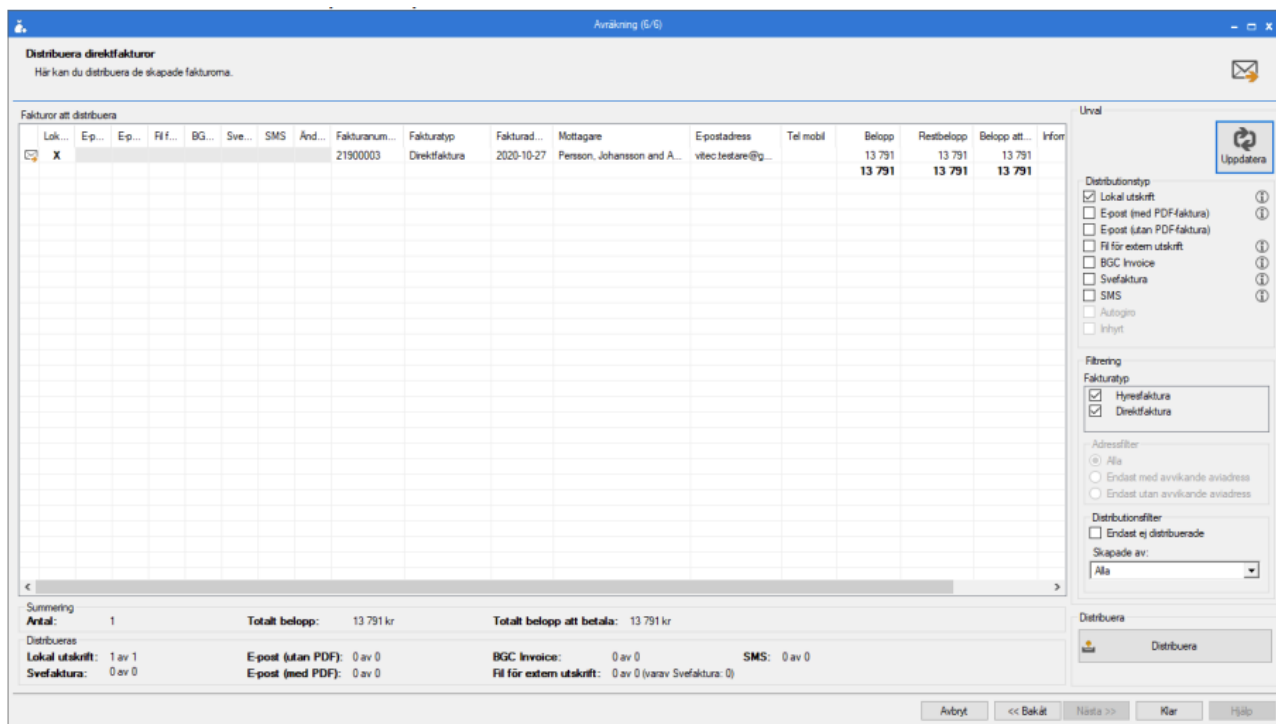 Avräkning (6/6)
Distribuera direktfakturor
Här kan du distribuera de skapade fakturorna.
Fakturor att distribuera
Lok... E-p... E-p... Fil f... BG... Sve... SMS Änd... Fakturanum... Fakturatyp Fakturad... Mottagare E-postadress Tel mobil Belopp Restbelopp Belopp att... Inform
X 21900003 Direktfaktura 2020-10-27 Persson, Johansson and A... vitec.testare@g... 13 791 13 791 13 791
13 791 13 791 13 791
Urval
Uppdatera
Distributionstyp
Lokal utskrift
E-post (med PDF-faktura)
E-post (utan PDF-faktura)
Fil för extern utskrift
BGC Invoice
Svefaktura
SMS
Autogiro
Inhyrt
Filtrering
Fakturatyp
Hyresfaktura
Direktfaktura
Adressfilter
Alla
Endast med avvikande aviadress
Endast utan avvikande aviadress
Distributionsfilter
Endast ej distribuerade
Skapade av:
Alla
Summering
Antal: 1 Totalt belopp: 13 791 kr Totalt belopp att betala: 13 791 kr
Distribueras
Lokal utskrift: 1 av 1 E-post (utan PDF): 0 av 0 BGC Invoice: 0 av 0 SMS: 0 av 0
Svefaktura: 0 av 0 E-post (med PDF): 0 av 0 Fil för extern utskrift: 0 av 0 (varav Svefaktura: 0)
Distribuera
Distribuera
Avbryt << Bakåt Nästa >> Klar Hjälp